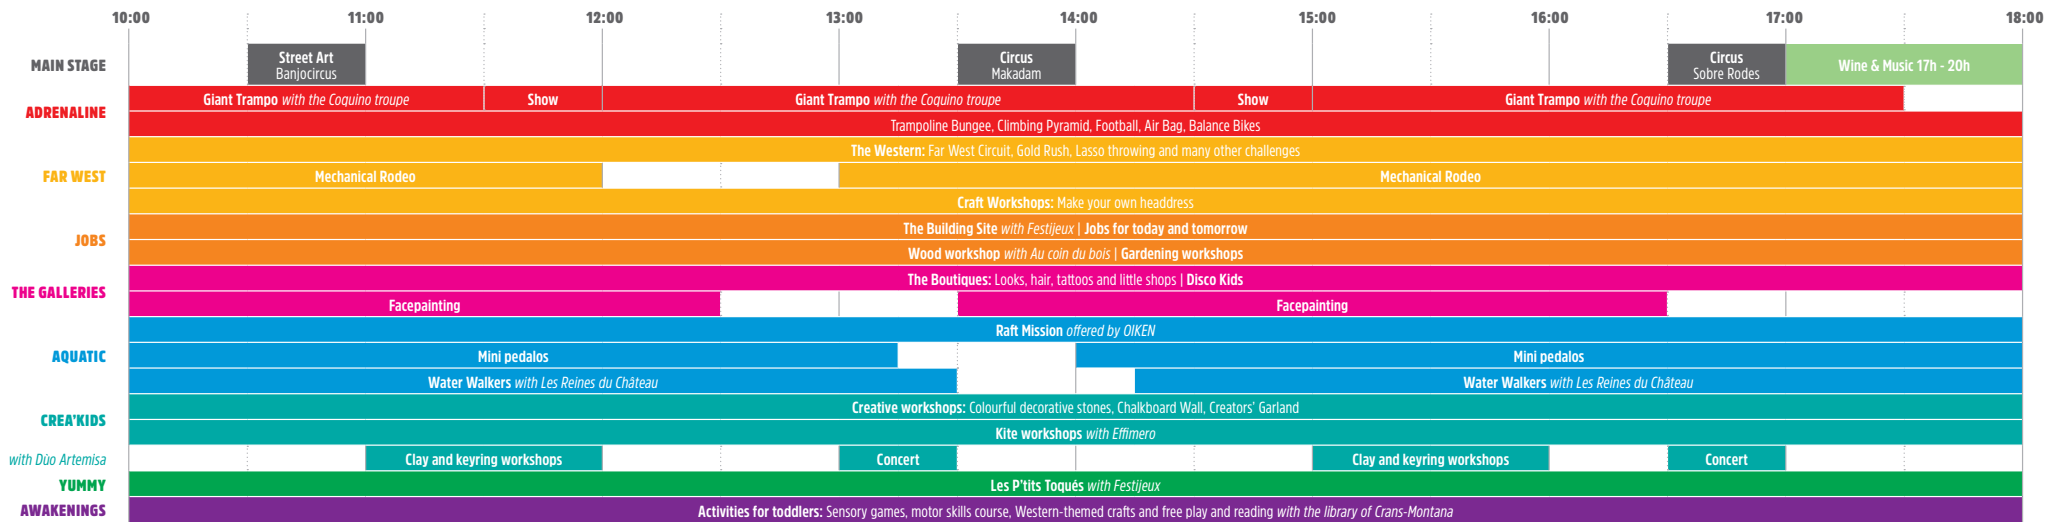 10:00 11:00 12:00 13:00 14:00 15:00 16:00 17:00 18:00
MAIN STAGE
Street Art
Banjocircus
Circus
Makadam
Circus
Sobre Rodes
Wine & Music 17h - 20h
ADRENALINE
Giant Trampo with the Coquino troupe
Show
Giant Trampo with the Coquino troupe
Show
Giant Trampo with the Coquino troupe
Trampoline Bungee, Climbing Pyramid, Football, Air Bag, Balance Bikes
FAR WEST
The Western: Far West Circuit, Gold Rush, Lasso throwing and many other challenges
Mechanical Rodeo
Mechanical Rodeo
Craft Workshops: Make your own headdress
JOBS
The Building Site with Festijeux | Jobs for today and tomorrow
Wood workshop with Au coin du bois | Gardening workshops
THE GALLERIES
The Boutiques: Looks, hair, tattoos and little shops | Disco Kids
Facepainting
Facepainting
AQUATIC
Raft Mission offered by OIKEN
Mini pedalos
Mini pedalos
Water Walkers with Les Reines du Château
Water Walkers with Les Reines du Château
CREA'KIDS
Creative workshops: Colourful decorative stones, Chalkboard Wall, Creators' Garland
Kite workshops with Effimero
with Dùo Artemisa
Clay and keyring workshops
Concert
Clay and keyring workshops
Concert
YUMMY
Les P'tits Toqués with Festijeux
AWAKENINGS
Activities for toddlers: Sensory games, motor skills course, Western-themed crafts and free play and reading with the library of Crans-Montana